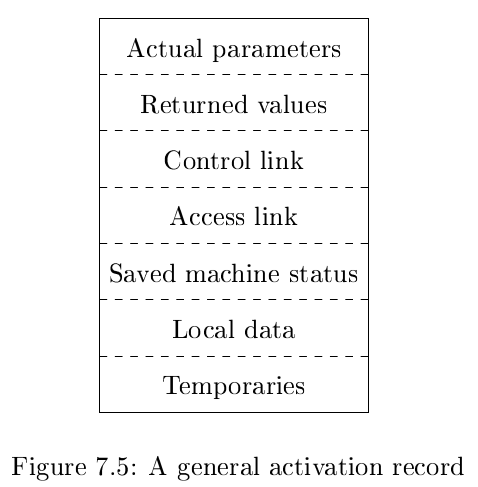 Actual parameters
Returned values
Control link
Access link
Saved machine status
Local data
Temporaries
Figure 7.5: A general activation record